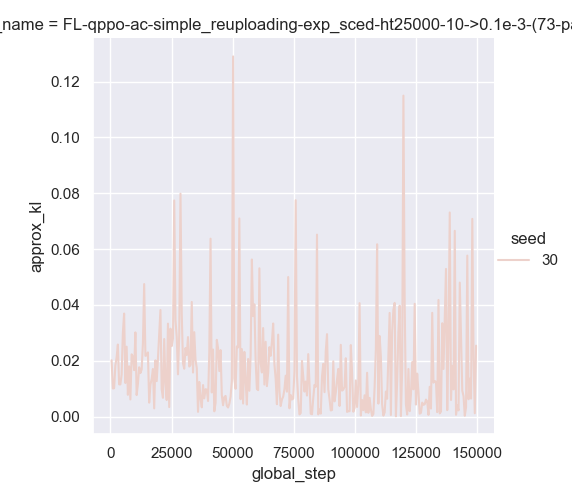 _name = FL-qppo-ac-simple_reuploading-exp_sced-ht25000-10->0.1e-3-(73-pa
0.12
0.10
0.08
0.06
0.04
0.02
0.00
approx_kl
seed
30
0 25000 50000 75000 100000 125000 150000
global_step